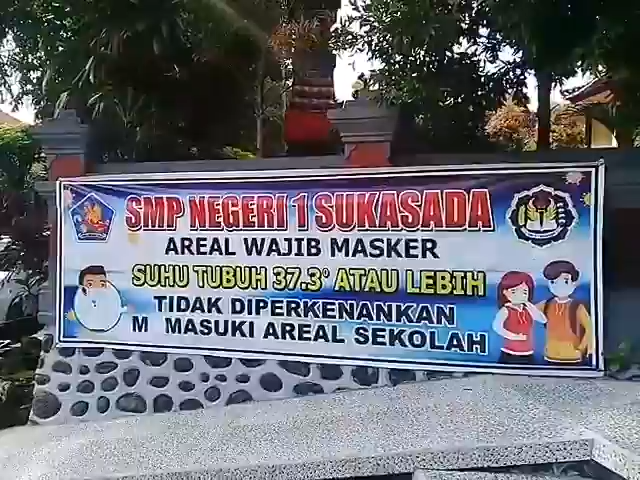 SMP NEGERI 1 SUKASADA
AREAL WAJIB MASKER
SUHU TUBUH 37.3° ATAU LEBIH
TIDAK DIPERKENANKAN
M MASUKI AREAL SEKOLAH